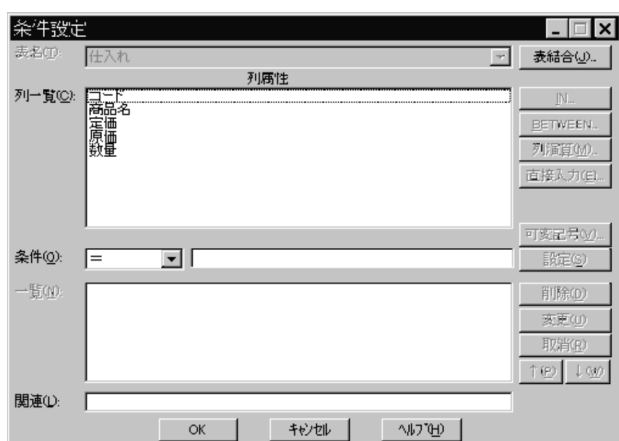 条件設定
表名(T):
仕入れ
表結合(J)...
列属性
列一覧(C):
コード
商品名
定価
原価
数量
IN...
BETWEEN...
列演算(M)...
直接入力(E)...
可変記号(V)...
条件(O):
=
設定(S)
一覧(N):
削除(D)
変更(U)
取消(R)
↑(P)
↓(W)
関連(L):
OK
キャンセル
ヘルプ(H)